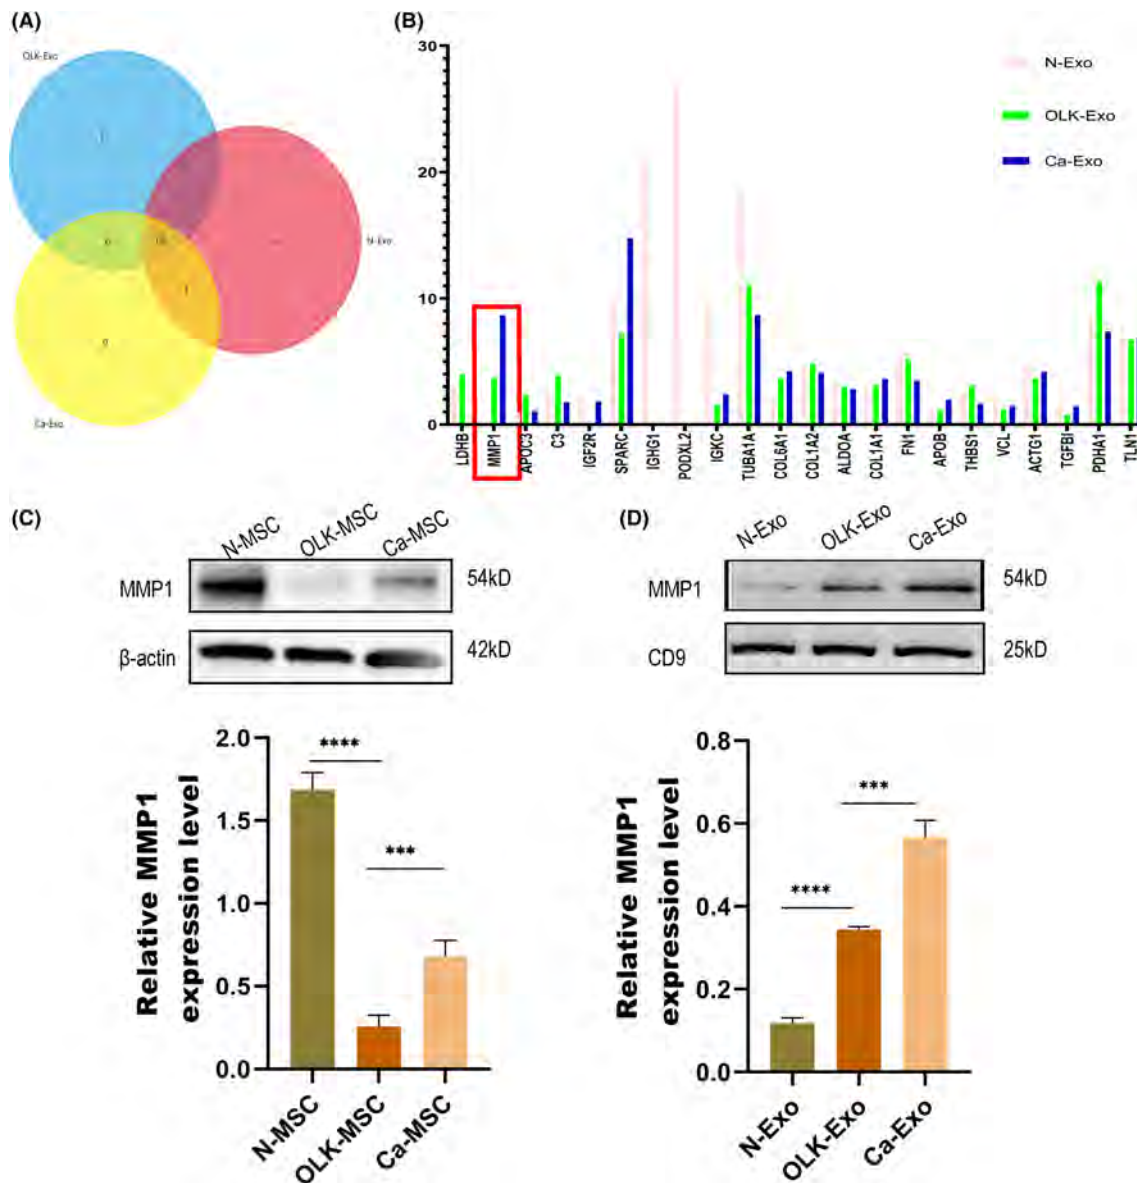 (A)
OLK-Exo
N-Exo
Ca-Exo
(B)
30
20
10
0
N-Exo
OLK-Exo
Ca-Exo
LDHB
MMP1
APOC3
C3
IGF2R
SPARC
IGHG1
PODXL2
IGKC
TUBA1A
COL6A1
COL1A2
ALDOA
COL1A1
FN1
APOB
THBS1
VCL
ACTG1
TGFBI
PDHA1
TLN1
(C)
N-MSC
OLK-MSC
Ca-MSC
MMP1
54kD
β-actin
42kD
Relative MMP1
expression level
2.0
1.5
1.0
0.5
0.0
****
***
N-MSC
OLK-MSC
Ca-MSC
(D)
N-Exo
OLK-Exo
Ca-Exo
MMP1
54kD
CD9
25kD
Relative MMP1
expression level
0.8
0.6
0.4
0.2
0.0
****
***
N-Exo
OLK-Exo
Ca-Exo